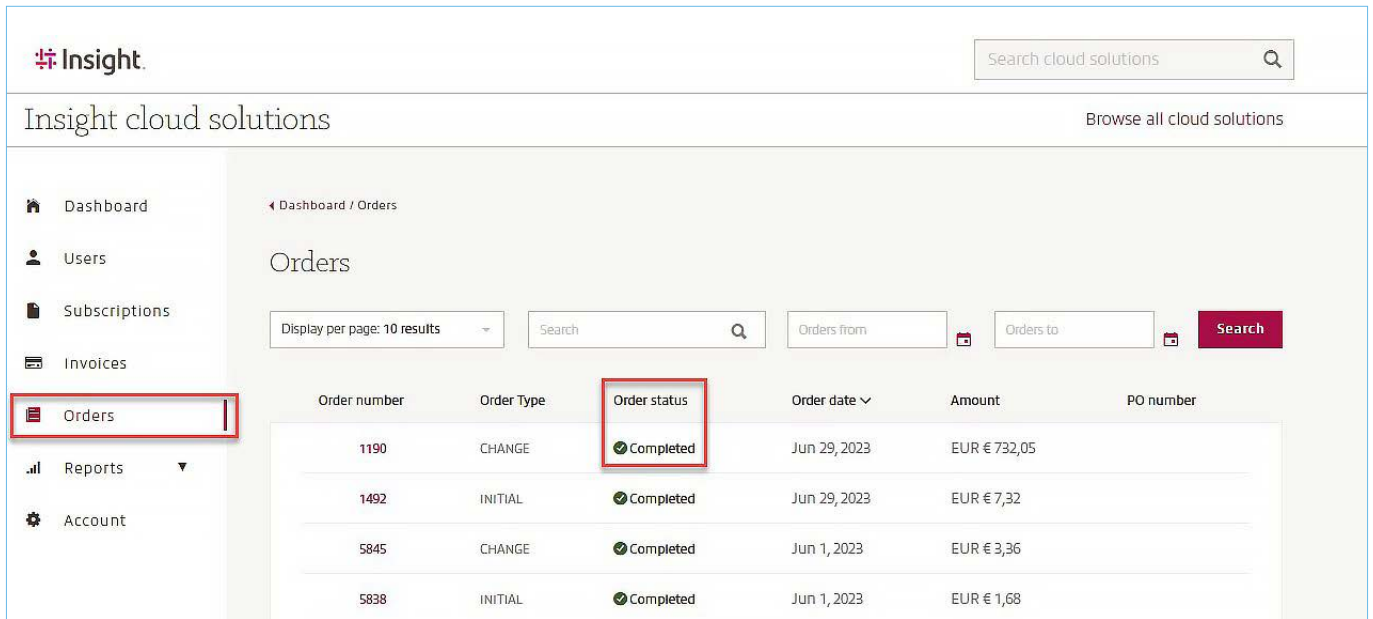 Insight.
Search cloud solutions
Insight cloud solutions
Browse all cloud solutions
Dashboard
Users
Subscriptions
Invoices
Orders
Reports
Account
Dashboard / Orders
Orders
Display per page: 10 results
Search
Orders from
Orders to
Search
Order number Order Type Order status Order date Amount PO number
1190 CHANGE Completed Jun 29, 2023 EUR € 732,05
1492 INITIAL Completed Jun 29, 2023 EUR € 7,32
5845 CHANGE Completed Jun 1, 2023 EUR € 3,36
5838 INITIAL Completed Jun 1, 2023 EUR € 1,68